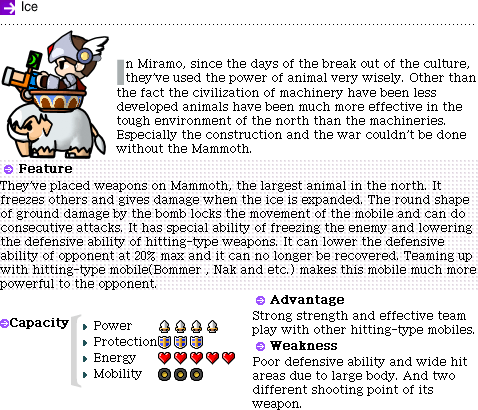 Ice
In Miramo, since the days of the break out of the culture,
they've used the power of animal very wisely. Other than
the fact the civilization of machinery have been less
developed animals have been much more effective in the
tough environment of the north than the machineries.
Especially the construction and the war couldn't be done
without the Mammoth.
Feature
They've placed weapons on Mammoth, the largest animal in the north. It
freezes others and gives damage when the ice is expanded. The round shape
of ground damage by the bomb locks the movement of the mobile and can do
consecutive attacks. It has special ability of freezing the enemy and lowering
the defensive ability of hitting-type weapons. It can lower the defensive
ability of opponent at 20% max and it can no longer be recovered. Teaming up
with hitting-type mobile(Bommer , Nak and etc.) makes this mobile much more
powerful to the opponent.
Capacity
Power
Protection
Energy
Mobility
Advantage
Strong strength and effective team
play with other hitting-type mobiles.
Weakness
Poor defensive ability and wide hit
areas due to large body. And two
different shooting point of its
weapon.